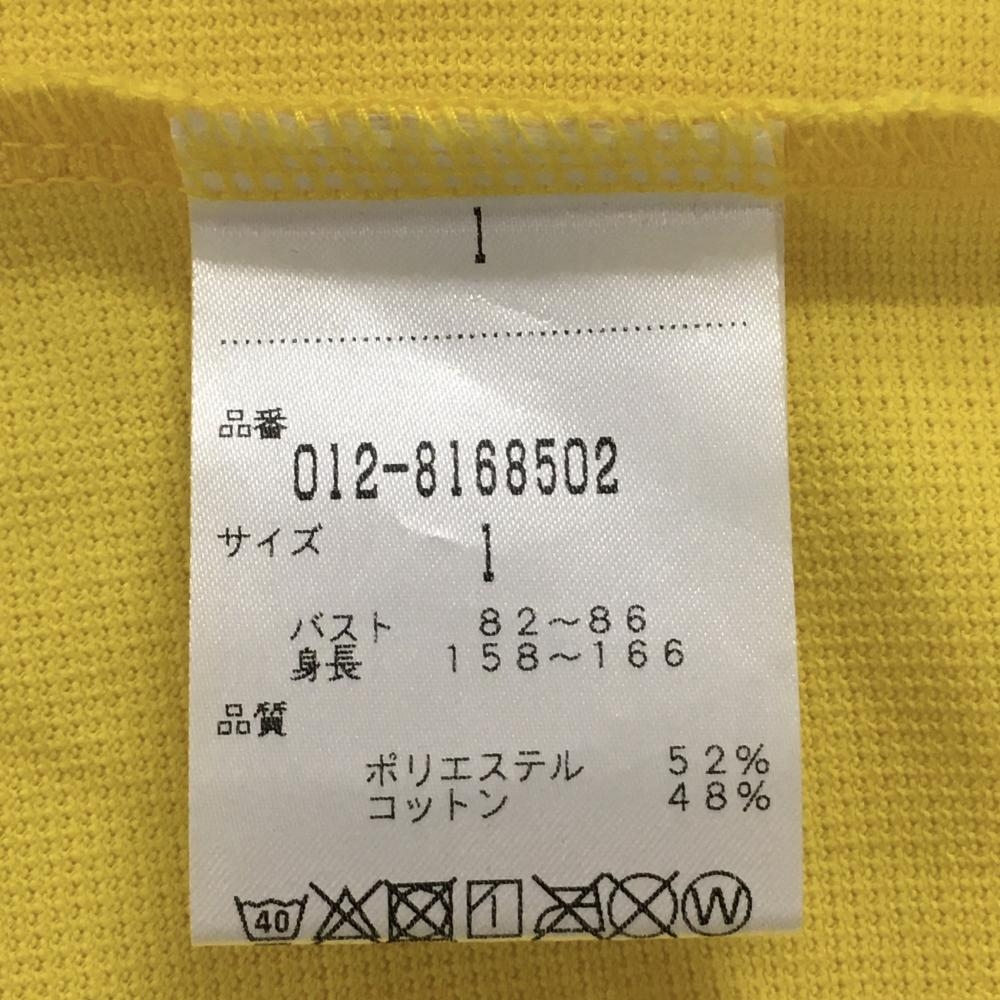 1
品番
012-8168502
サイズ 1
バスト 82~86
身長 158~166
品質
ポリエステル 52%
コットン 48%
40 W